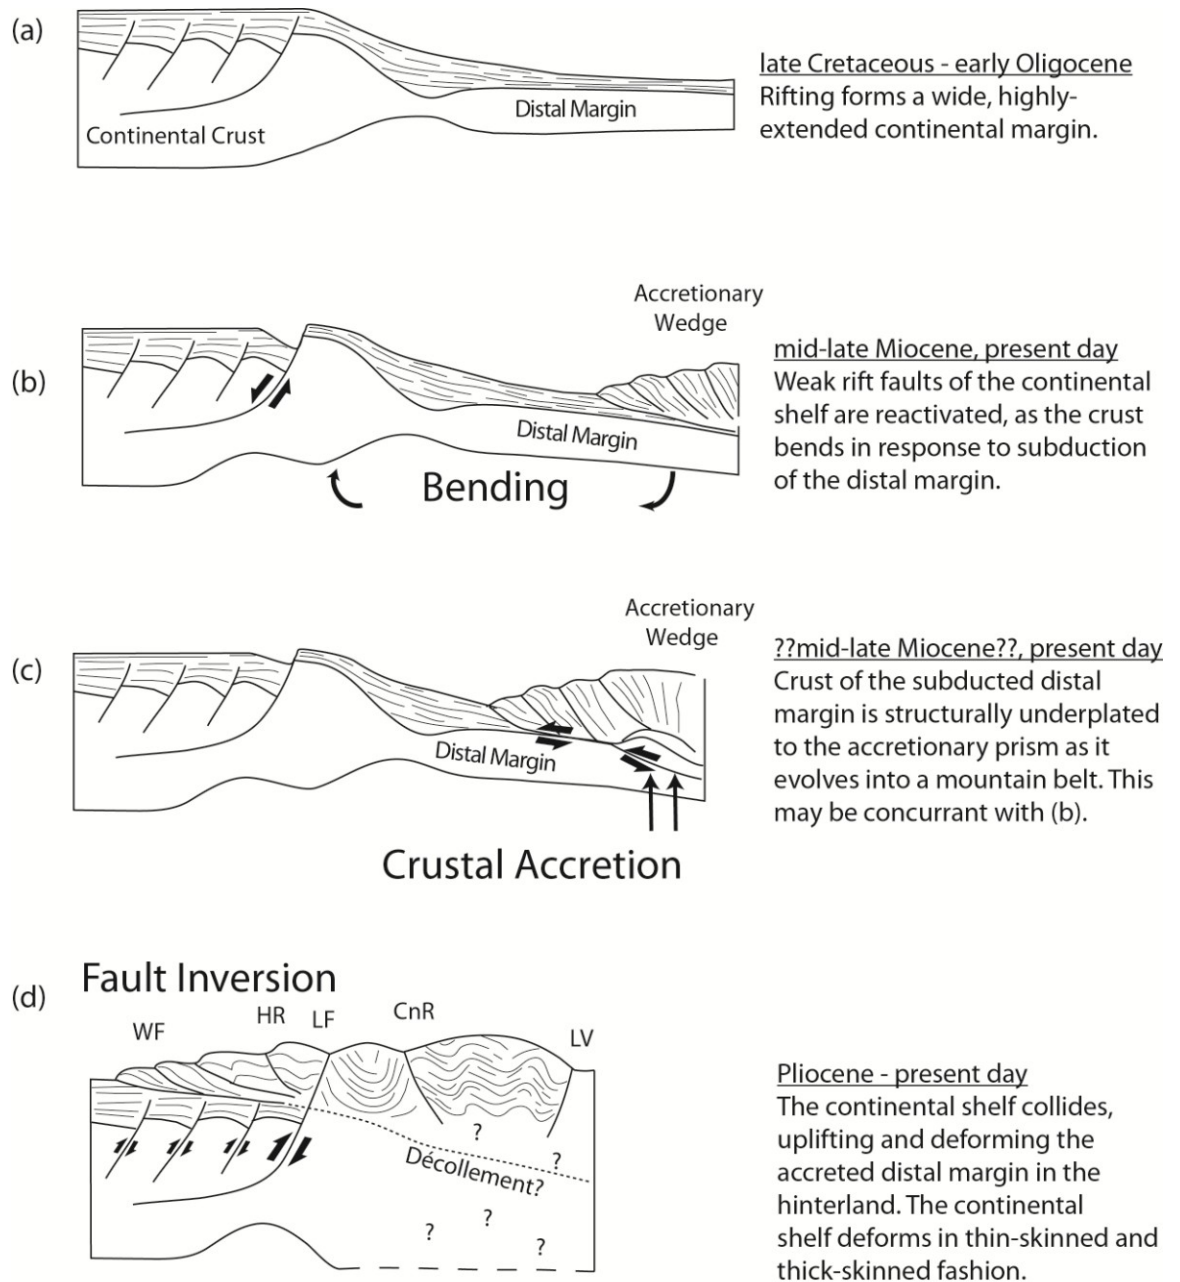 (a)
Continental Crust
Distal Margin
late Cretaceous - early Oligocene
Rifting forms a wide, highly-
extended continental margin.
(b)
Accretionary
Wedge
Distal Margin
Bending
mid-late Miocene, present day
Weak rift faults of the continental
shelf are reactivated, as the crust
bends in response to subduction
of the distal margin.
(c)
Accretionary
Wedge
Distal Margin
Crustal Accretion
??mid-late Miocene??, present day
Crust of the subducted distal
margin is structurally underplated
to the accretionary prism as it
evolves into a mountain belt. This
may be concurrant with (b).
(d)
Fault Inversion
WF
HR
LF
CnR
LV
?
?
Décollement?
?
?
?
Pliocene - present day
The continental shelf collides,
uplifting and deforming the
accreted distal margin in the
hinterland. The continental
shelf deforms in thin-skinned and
thick-skinned fashion.